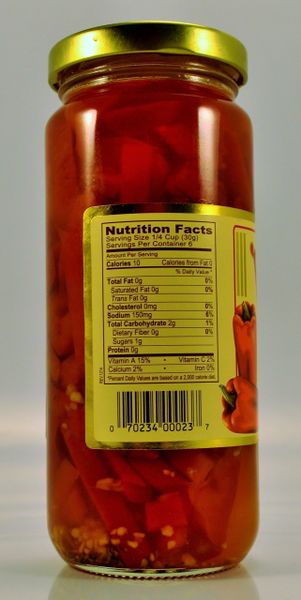 Nutrition Facts
Serving Size 1/4 Cup (30g)
Servings Per Container 6
Amount Per Serving
Calories 10 Calories from Fat 0
% Daily Value*
Total Fat 0g 0%
Saturated Fat 0g 0%
Trans Fat 0g
Cholesterol 0mg 0%
Sodium 150mg 6%
Total Carbohydrate 2g 1%
Dietary Fiber 0g 0%
Sugars 1g
Protein 0g
Vitamin A 15% • Vitamin C 2%
Calcium 2% • Iron 0%
*Percent Daily Values are based on a 2,000 calorie diet.
0 70234 00023 7